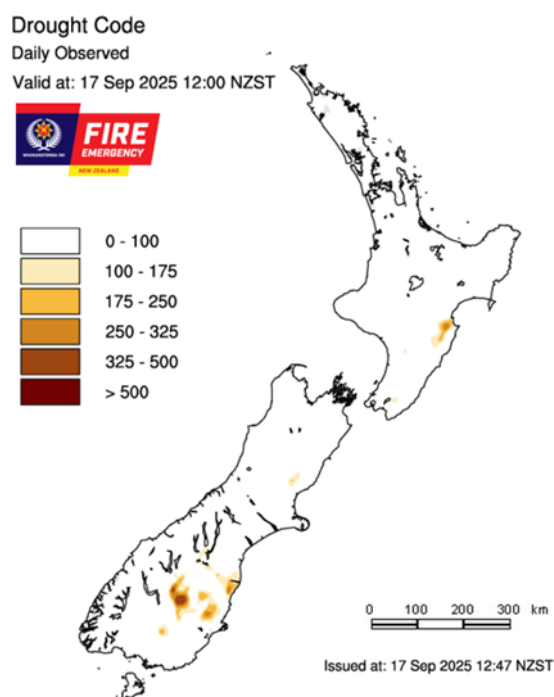 Drought Code
Daily Observed
Valid at: 17 Sep 2025 12:00 NZST
FIRE
EMERGENCY
NEW ZEALAND
0 - 100
100 - 175
175 - 250
250 - 325
325 - 500
> 500
0 100 200 300 km
Issued at: 17 Sep 2025 12:47 NZST